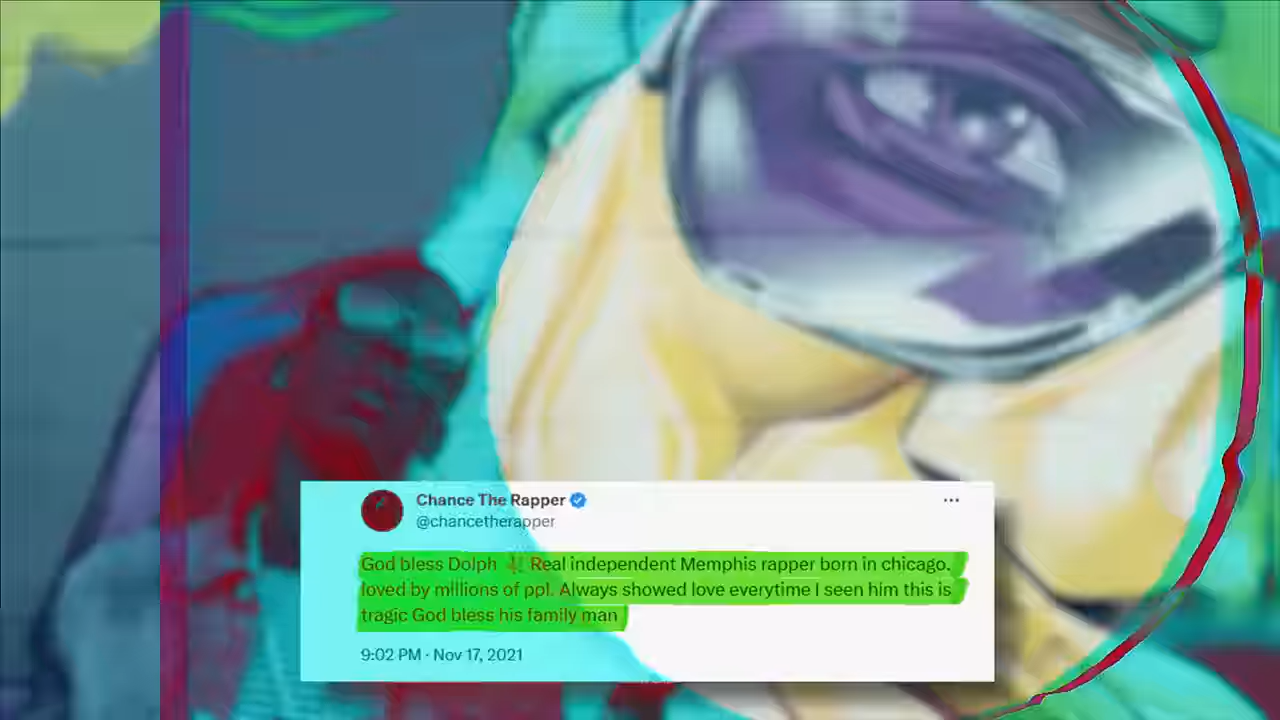 Chance The Rapper
@chancetherapper
God bless Dolph 🕊 Real independent Memphis rapper born in chicago.
loved by millions of ppl. Always showed love everytime I seen him this is
tragic God bless his family man
9:02 PM · Nov 17, 2021